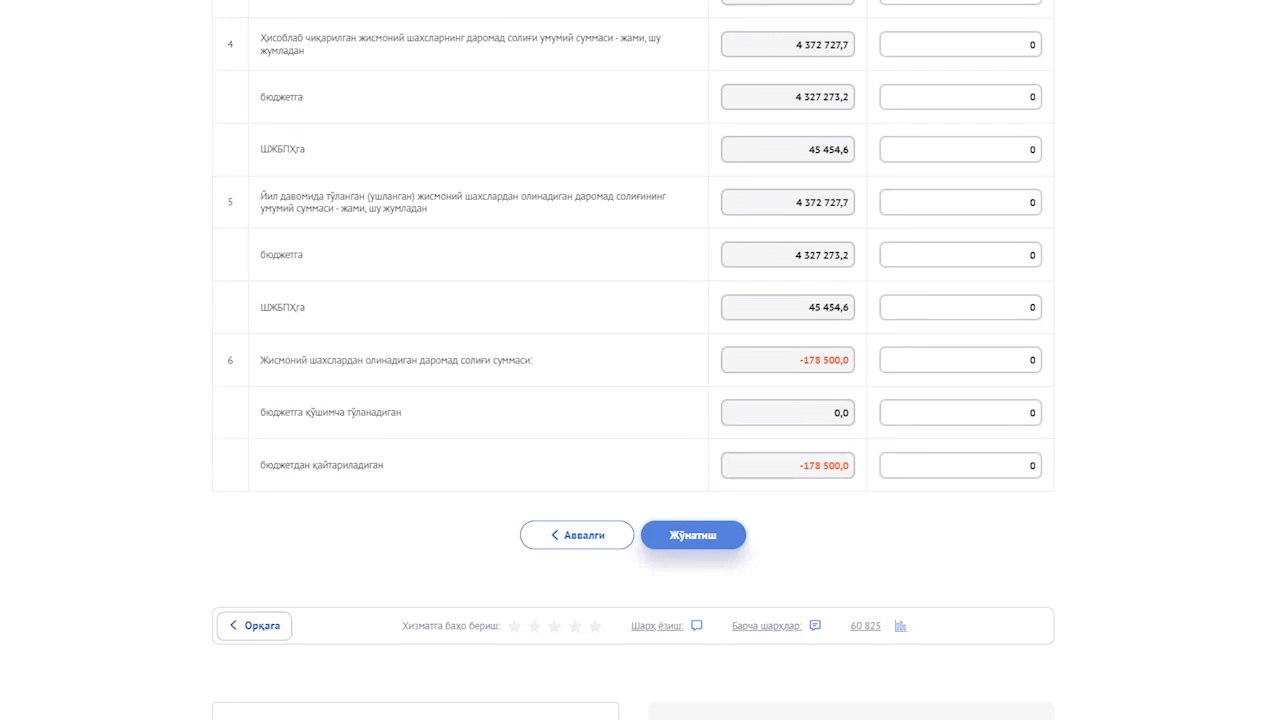 4
Ҳисоблаб чиқарилган жисмоний шахсларнинг даромад солиғи умумий суммаси - жами, шу
жумладан
4 372 727,7
0
бюджетга
4 327 273,2
0
ШЖБПҲга
45 454,6
0
5
Йил давомида тўланган (ушланган) жисмоний шахслардан олинадиган даромад солиғининг
умумий суммаси - жами, шу жумладан
4 372 727,7
0
бюджетга
4 327 273,2
0
ШЖБПҲга
45 454,6
0
6
Жисмоний шахслардан олинадиган даромад солиғи суммаси:
-178 500,0
0
бюджетга қўшимча тўланадиган
0,0
0
бюджетдан қайтариладиган
-178 500,0
0
Аввалги
Жўнатиш
Орқага
Хизматга баҳо бериш:
Шарҳ ёзиш:
Барча шарҳлар:
60 825